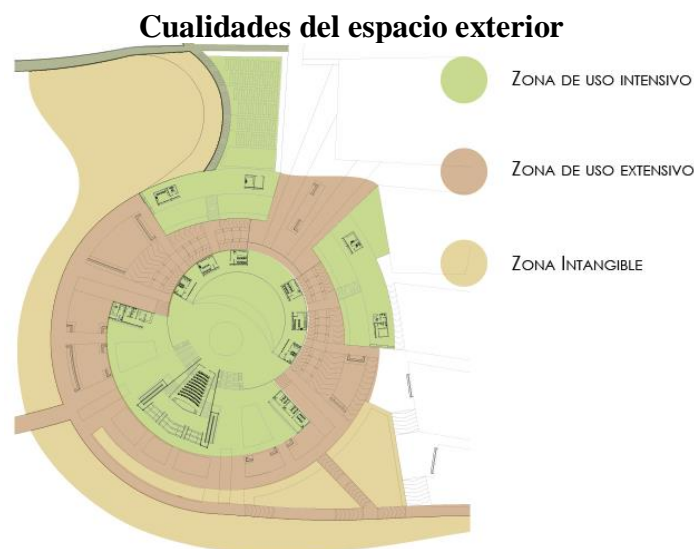 Cualidades del espacio exterior
Zona de uso intensivo
Zona de uso extensivo
Zona Intangible